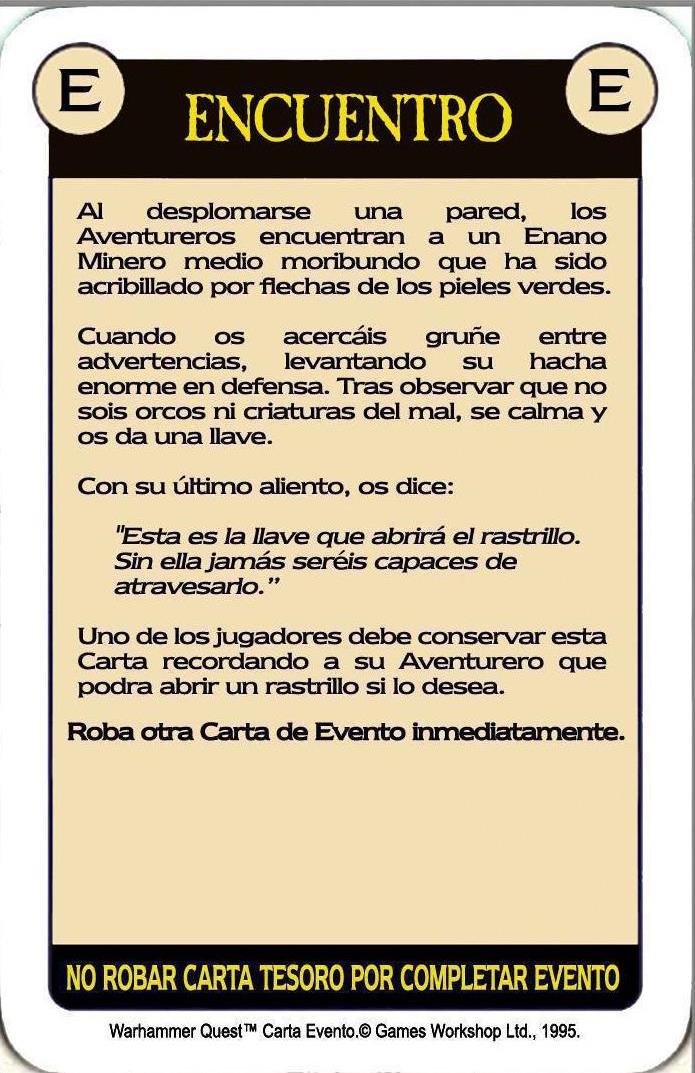 E ENCUENTRO E
Al desplomarse una pared, los
Aventureros encuentran a un Enano
Minero medio moribundo que ha sido
acribillado por flechas de los pieles verdes.
Cuando os acercáis gruñe entre
advertencias, levantando su hacha
enorme en defensa. Tras observar que no
sois orcos ni criaturas del mal, se calma y
os da una llave.
Con su último aliento, os dice:
"Esta es la llave que abrirá el rastrillo.
Sin ella jamás seréis capaces de
atravesarlo.”
Uno de los jugadores debe conservar esta
Carta recordando a su Aventurero que
podra abrir un rastrillo si lo desea.
Roba otra Carta de Evento inmediatamente.
NO ROBAR CARTA TESORO POR COMPLETAR EVENTO
Warhammer Quest™ Carta Evento.© Games Workshop Ltd., 1995.